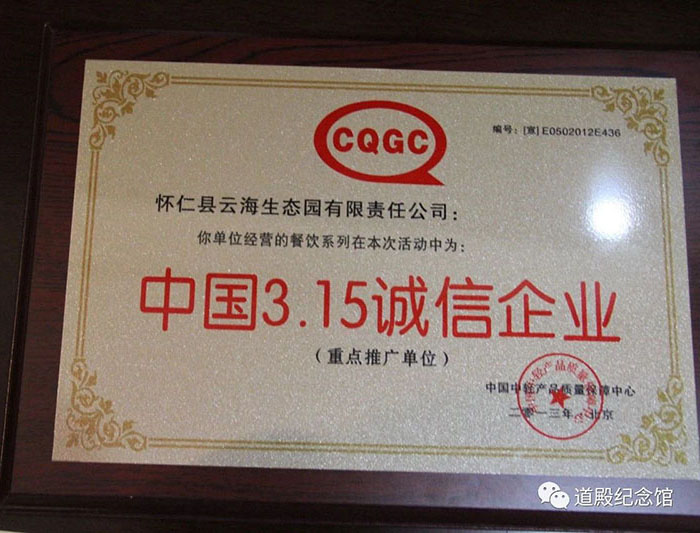 CQGC
编号：[宣] E0502012E436
怀仁县云海生态园有限责任公司：
你单位经营的餐饮系列在本次活动中为：
中国3.15诚信企业
（重点推广单位）
中国中轻产品质量保障中心
二〇一三年·北京
道殿纪念馆